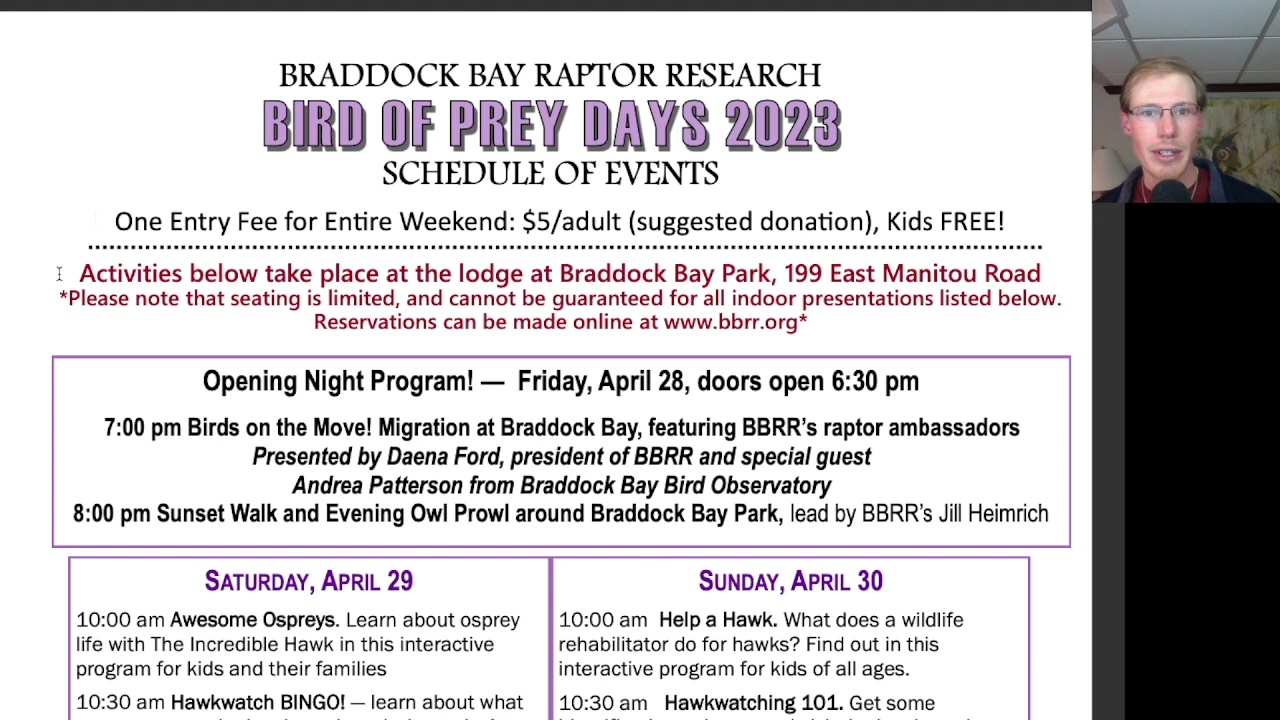 BRADDOCK BAY RAPTOR RESEARCH
BIRD OF PREY DAYS 2023
SCHEDULE OF EVENTS
One Entry Fee for Entire Weekend: $5/adult (suggested donation), Kids FREE!
Activities below take place at the lodge at Braddock Bay Park, 199 East Manitou Road
*Please note that seating is limited, and cannot be guaranteed for all indoor presentations listed below.
Reservations can be made online at www.bbrr.org*
Opening Night Program! — Friday, April 28, doors open 6:30 pm
7:00 pm Birds on the Move! Migration at Braddock Bay, featuring BBRR's raptor ambassadors
Presented by Daena Ford, president of BBRR and special guest
Andrea Patterson from Braddock Bay Bird Observatory
8:00 pm Sunset Walk and Evening Owl Prowl around Braddock Bay Park, lead by BBRR's Jill Heimrich
SATURDAY, APRIL 29
10:00 am Awesome Ospreys. Learn about osprey
life with The Incredible Hawk in this interactive
program for kids and their families
10:30 am Hawkwatch BINGO! — learn about what
SUNDAY, APRIL 30
10:00 am Help a Hawk. What does a wildlife
rehabilitator do for hawks? Find out in this
interactive program for kids of all ages.
10:30 am Hawkwatching 101. Get some